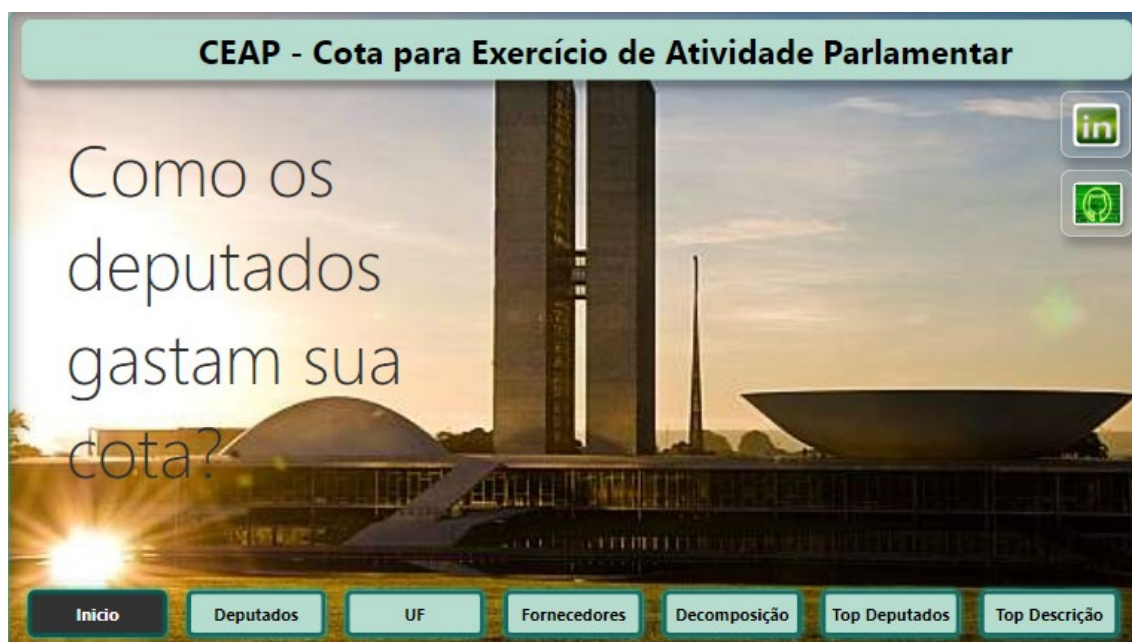 CEAP - Cota para Exercício de Atividade Parlamentar
in
Como os
deputados
gastam sua
cota?
Inicio
Deputados
UF
Fornecedores
Decomposição
Top Deputados
Top Descrição